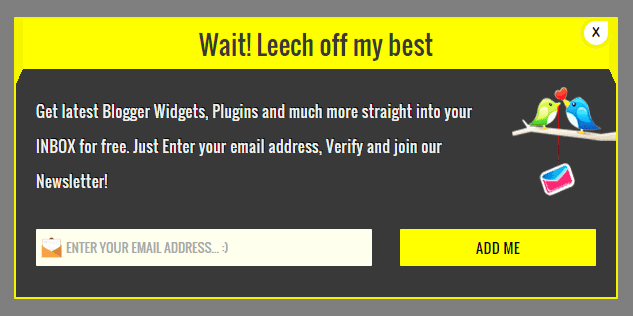 Wait! Leech off my best
X
Get latest Blogger Widgets, Plugins and much more straight into your
INBOX for free. Just Enter your email address, Verify and join our
Newsletter!
ENTER YOUR EMAIL ADDRESS... :)
ADD ME